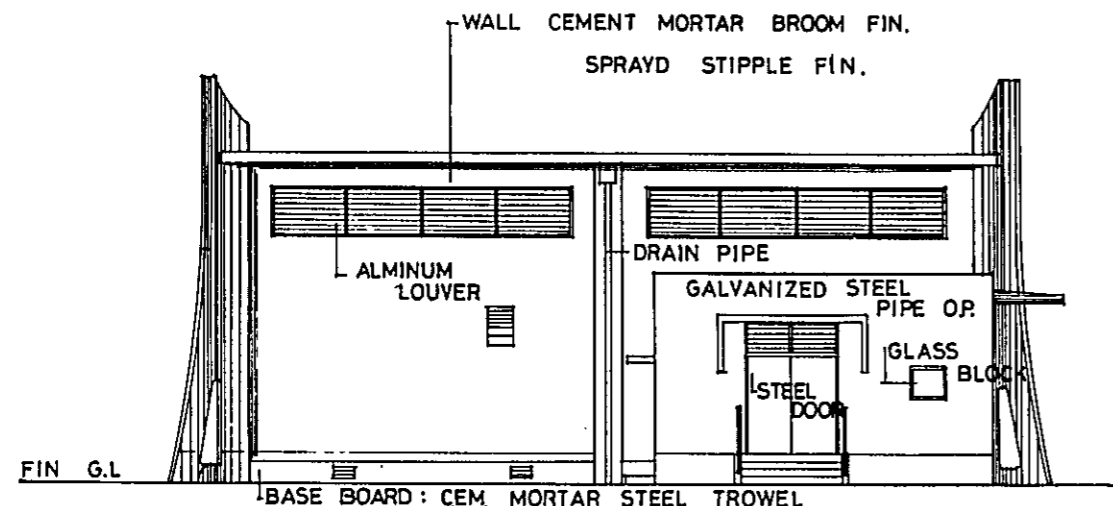 WALL CEMENT MORTAR BROOM FIN.
SPRAYD STIPPLE FIN.
DRAIN PIPE
ALMINUM
LOUVER
GALVANIZED STEEL
PIPE O.P.
GLASS
BLOCK
STEEL
DOOR
FIN G.L
BASE BOARD : CEM. MORTAR STEEL TROWEL